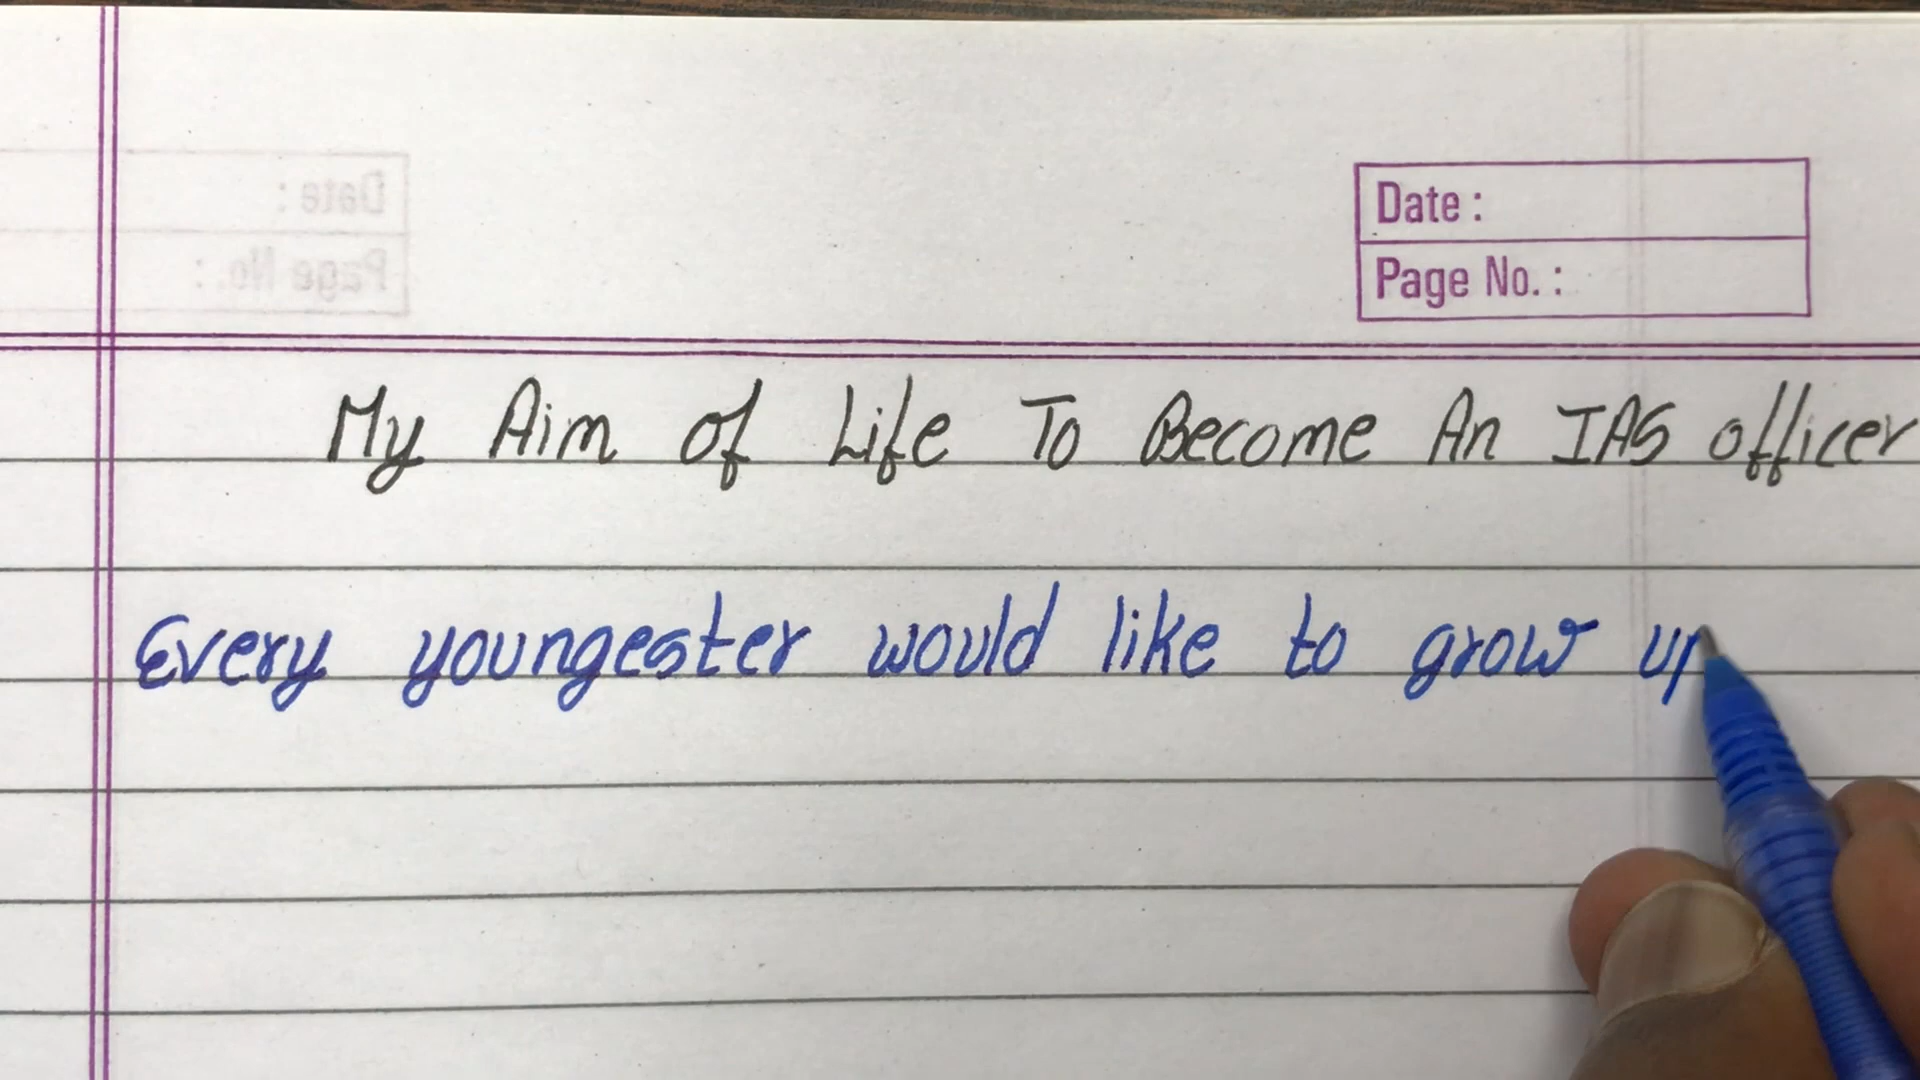 Date :
Page No. :
My Aim of Life To Become An IAS officer
Every youngester would like to grow up